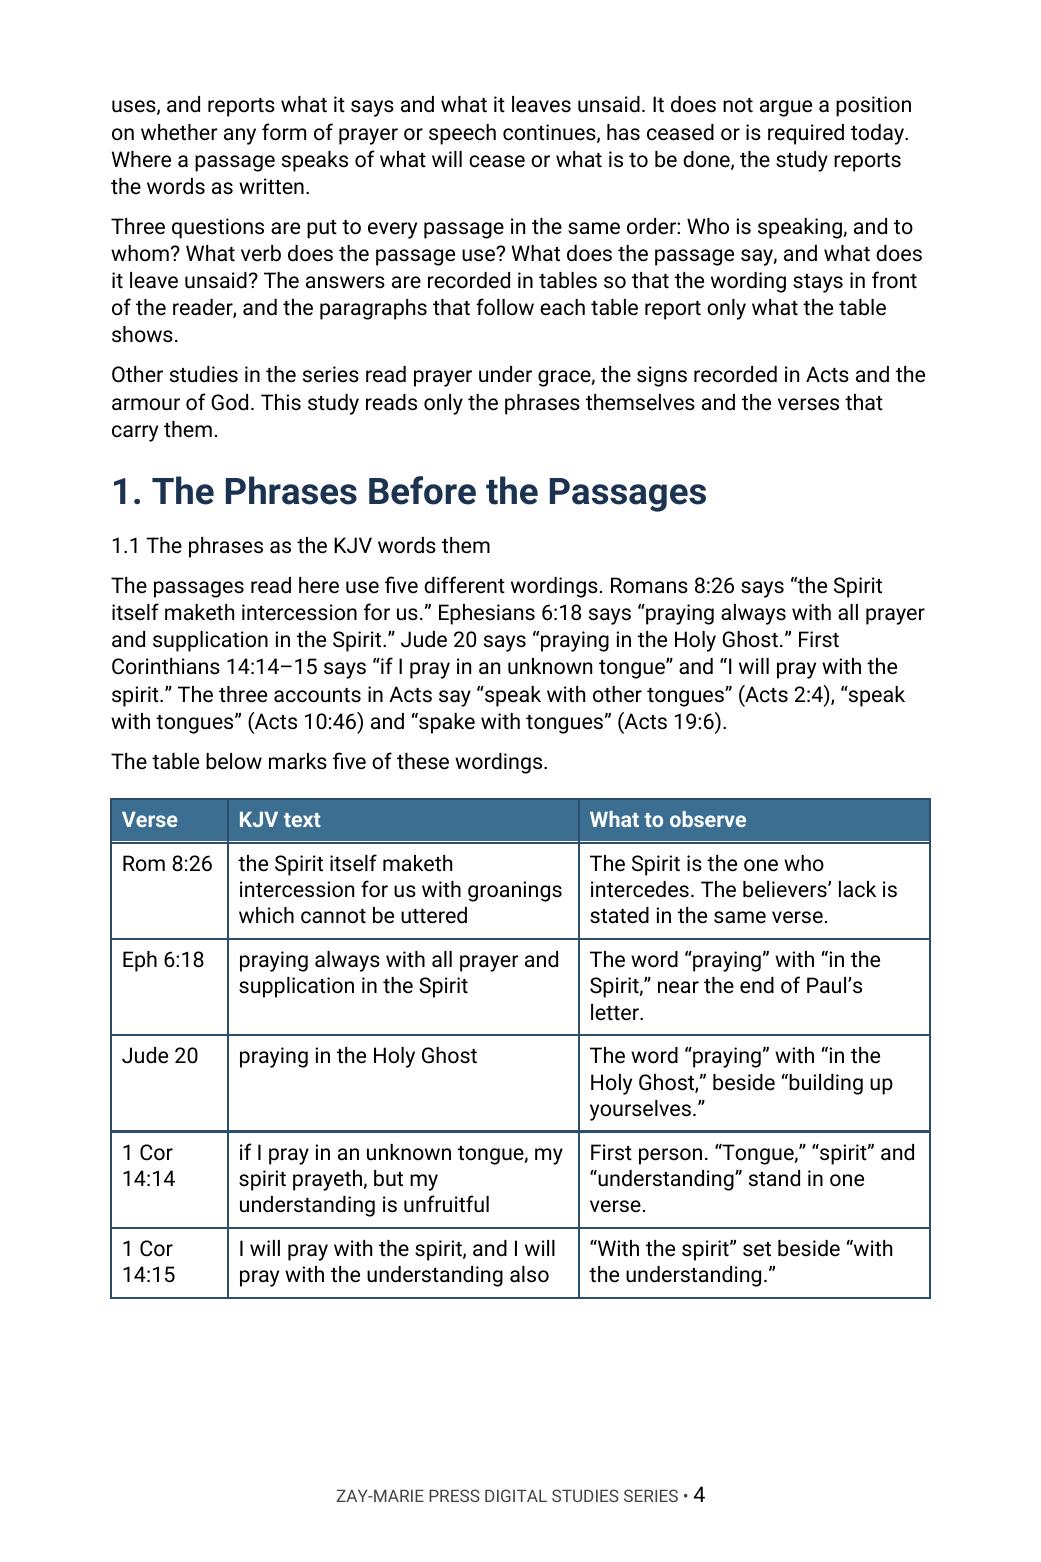 uses, and reports what it says and what it leaves unsaid. It does not argue a position
on whether any form of prayer or speech continues, has ceased or is required today.
Where a passage speaks of what will cease or what is to be done, the study reports
the words as written.
Three questions are put to every passage in the same order: Who is speaking, and to
whom? What verb does the passage use? What does the passage say, and what does
it leave unsaid? The answers are recorded in tables so that the wording stays in front
of the reader, and the paragraphs that follow each table report only what the table
shows.
Other studies in the series read prayer under grace, the signs recorded in Acts and the
armour of God. This study reads only the phrases themselves and the verses that
carry them.
1. The Phrases Before the Passages
1.1 The phrases as the KJV words them
The passages read here use five different wordings. Romans 8:26 says “the Spirit
itself maketh intercession for us.” Ephesians 6:18 says “praying always with all prayer
and supplication in the Spirit.” Jude 20 says “praying in the Holy Ghost.” First
Corinthians 14:14–15 says “if I pray in an unknown tongue” and “I will pray with the
spirit.” The three accounts in Acts say “speak with other tongues” (Acts 2:4), “speak
with tongues” (Acts 10:46) and “spake with tongues” (Acts 19:6).
The table below marks five of these wordings.
Verse KJV text What to observe
Rom 8:26 the Spirit itself maketh
intercession for us with groanings
which cannot be uttered
The Spirit is the one who
intercedes. The believers’ lack is
stated in the same verse.
Eph 6:18 praying always with all prayer and
supplication in the Spirit
The word “praying” with “in the
Spirit,” near the end of Paul’s
letter.
Jude 20 praying in the Holy Ghost
The word “praying” with “in the
Holy Ghost,” beside “building up
yourselves.”
1 Cor
14:14
if I pray in an unknown tongue, my
spirit prayeth, but my
understanding is unfruitful
First person. “Tongue,” “spirit” and
“understanding” stand in one
verse.
1 Cor
14:15
I will pray with the spirit, and I will
pray with the understanding also
“With the spirit” set beside “with
the understanding.”
ZAY-MARIE PRESS DIGITAL STUDIES SERIES • 4